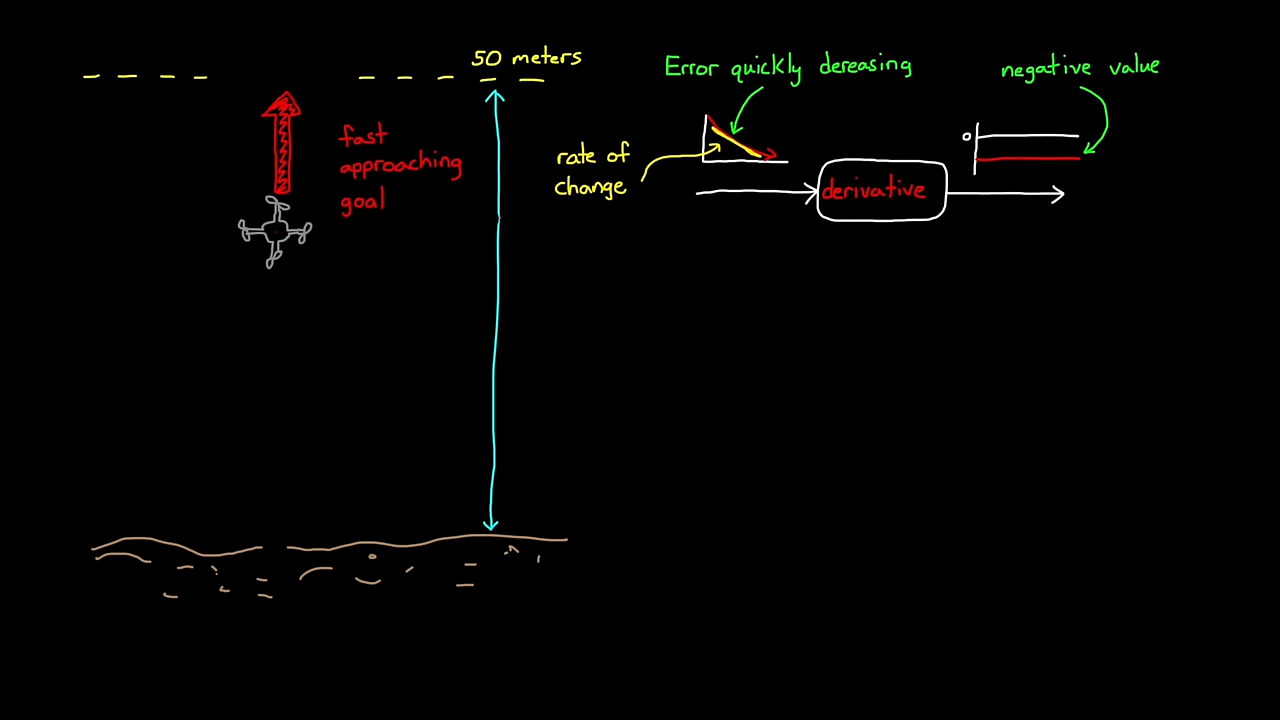 50 meters
fast
approaching
goal
Error quickly dereasing
negative value
rate of
change
0
derivative